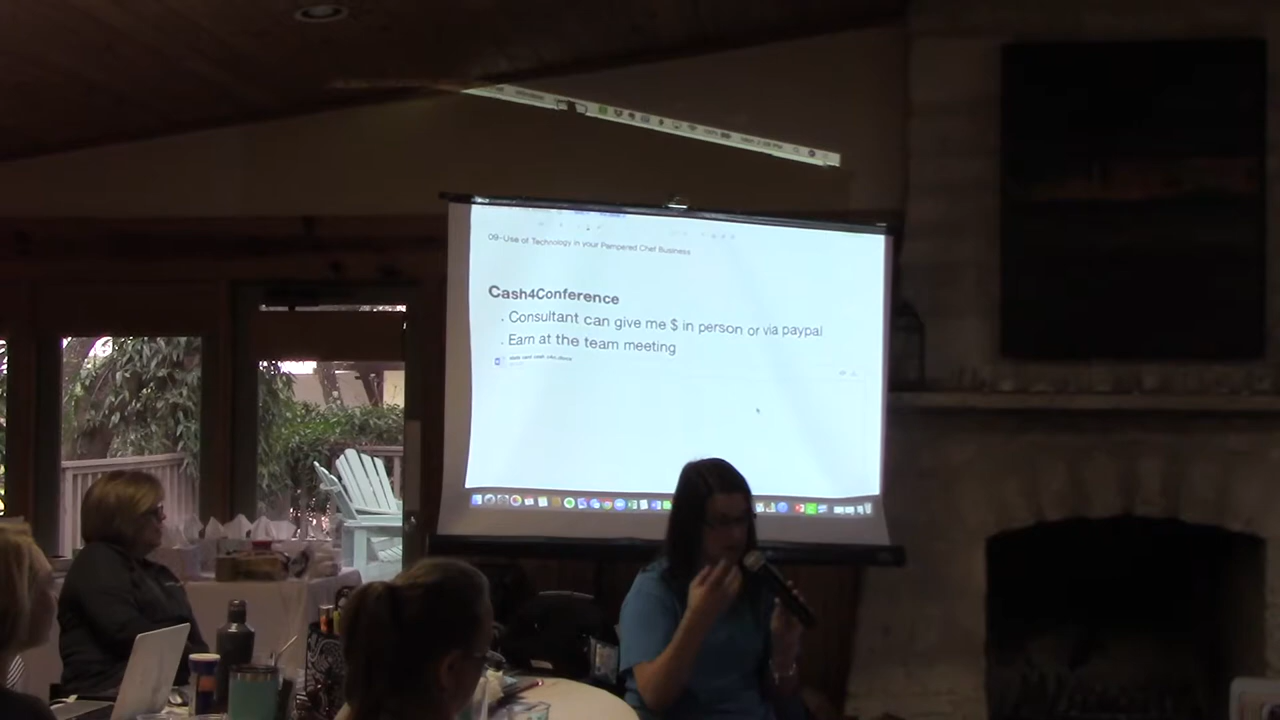 09-Use of Technology in your Pampered Chef Business
Cash4Conference
. Consultant can give me $ in person or via paypal
. Earn at the team meeting